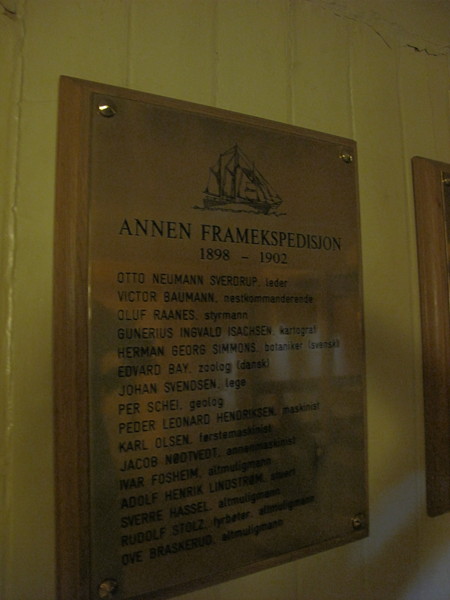 ANNEN FRAMEKSPEDISJON
1898 - 1902
OTTO NEUMANN SVERDRUP, leder
VICTOR BAUMANN, nestkommanderende
OLUF RAANES, styrmann
GUNERIUS INGVALD ISACHSEN, kartograf
HERMAN GEORG SIMMONS, botaniker (svensk)
EDVARD BAY, zoolog (dansk)
JOHAN SVENDSEN, lege
PER SCHEI, geolog
PEDER LEONARD HENDRIKSEN, maskinist
KARL OLSEN, førstemaskinist
JACOB NØDTVEDT, annenmaskinist
IVAR FOSHEIM, altmuligmann
ADOLF HENRIK LINDSTRØM, stuert
SVERRE HASSEL, altmuligmann
RUDOLF STOLZ, fyrbøter, altmuligmann
OVE BRASKERUD, altmuligmann